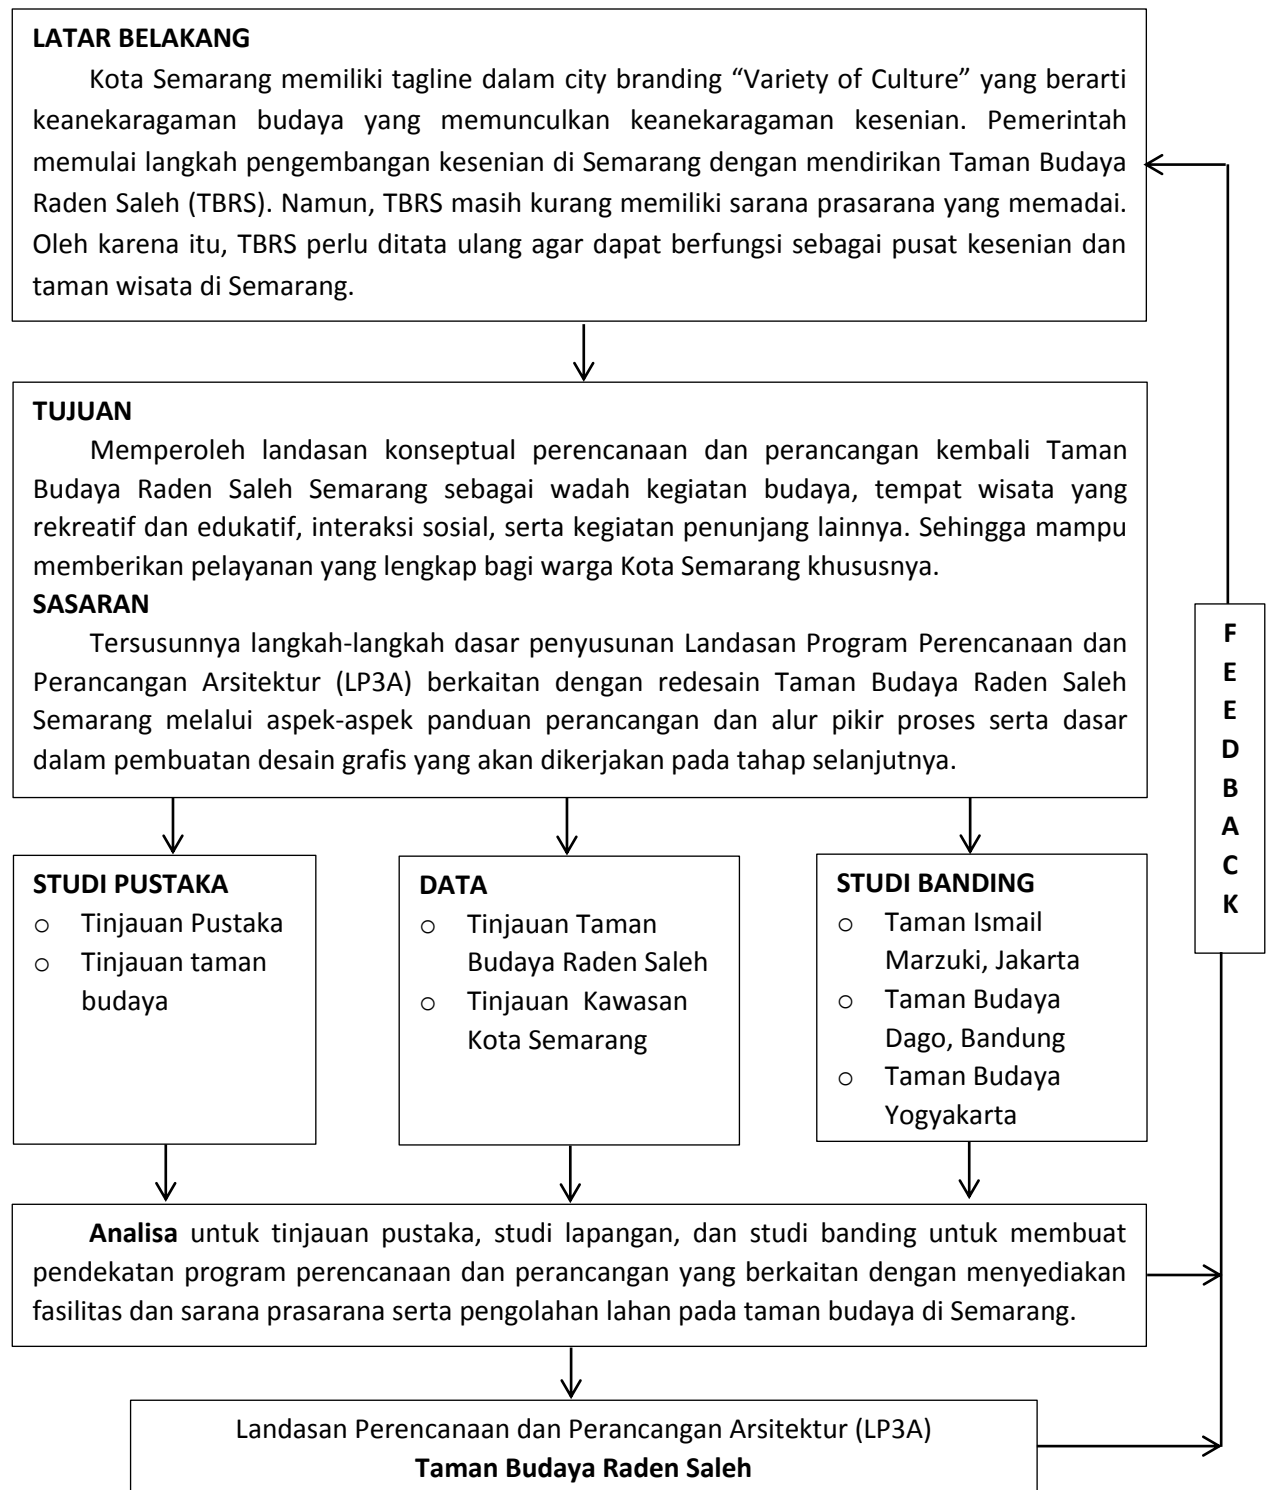 LATAR BELAKANG
Kota Semarang memiliki tagline dalam city branding “Variety of Culture” yang berarti
keanekaragaman budaya yang memunculkan keanekaragaman kesenian. Pemerintah
memulai langkah pengembangan kesenian di Semarang dengan mendirikan Taman Budaya
Raden Saleh (TBRS). Namun, TBRS masih kurang memiliki sarana prasarana yang memadai.
Oleh karena itu, TBRS perlu ditata ulang agar dapat berfungsi sebagai pusat kesenian dan
taman wisata di Semarang.
TUJUAN
Memperoleh landasan konseptual perencanaan dan perancangan kembali Taman
Budaya Raden Saleh Semarang sebagai wadah kegiatan budaya, tempat wisata yang
rekreatif dan edukatif, interaksi sosial, serta kegiatan penunjang lainnya. Sehingga mampu
memberikan pelayanan yang lengkap bagi warga Kota Semarang khususnya.
SASARAN
Tersusunnya langkah-langkah dasar penyusunan Landasan Program Perencanaan dan
Perancangan Arsitektur (LP3A) berkaitan dengan redesain Taman Budaya Raden Saleh
Semarang melalui aspek-aspek panduan perancangan dan alur pikir proses serta dasar
dalam pembuatan desain grafis yang akan dikerjakan pada tahap selanjutnya.
STUDI PUSTAKA
o Tinjauan Pustaka
o Tinjauan taman
budaya
DATA
o Tinjauan Taman
Budaya Raden Saleh
o Tinjauan Kawasan
Kota Semarang
STUDI BANDING
o Taman Ismail
Marzuki, Jakarta
o Taman Budaya
Dago, Bandung
o Taman Budaya
Yogyakarta
Analisa untuk tinjauan pustaka, studi lapangan, dan studi banding untuk membuat
pendekatan program perencanaan dan perancangan yang berkaitan dengan menyediakan
fasilitas dan sarana prasarana serta pengolahan lahan pada taman budaya di Semarang.
Landasan Perencanaan dan Perancangan Arsitektur (LP3A)
Taman Budaya Raden Saleh
F
E
E
D
B
A
C
K